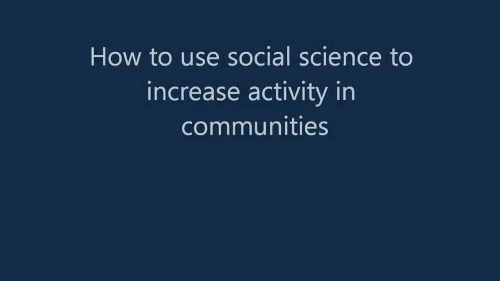 How to use social science to
increase activity in
communities